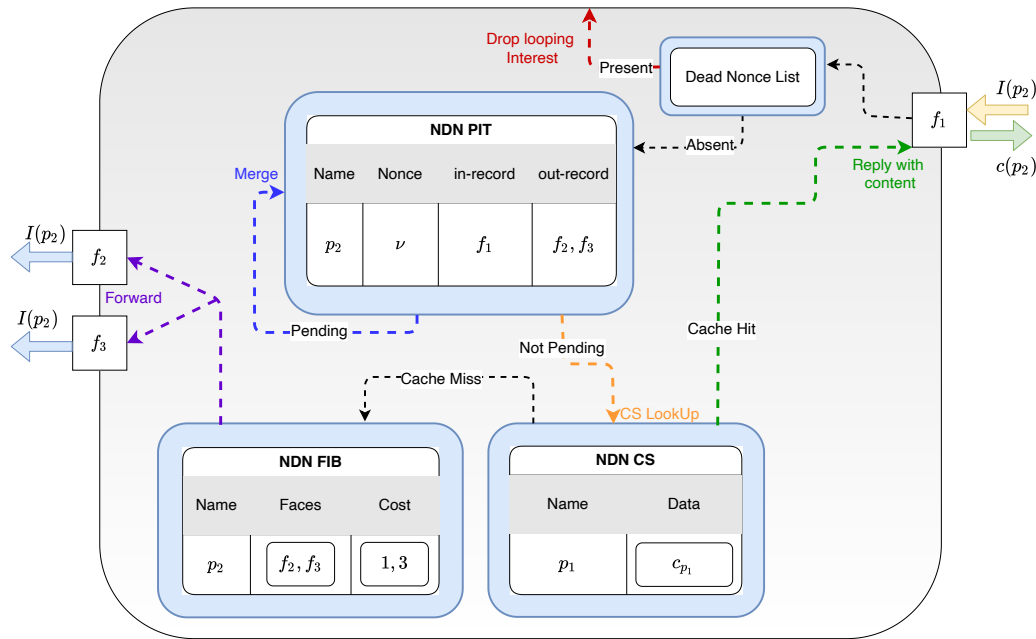 Drop looping
Interest
Present
Dead Nonce List
I(p₂)
f₁
c(p₂)
Absent
Reply with
content
NDN PIT
Name Nonce in-record out-record
p₂ ν f₁ f₂, f₃
Merge
I(p₂)
f₂
Forward
I(p₂)
f₃
Pending
Not Pending
Cache Hit
Cache Miss
CS LookUp
NDN FIB
Name Faces Cost
p₂ f₂, f₃ 1, 3
NDN CS
Name Data
p₁ c_{p₁}